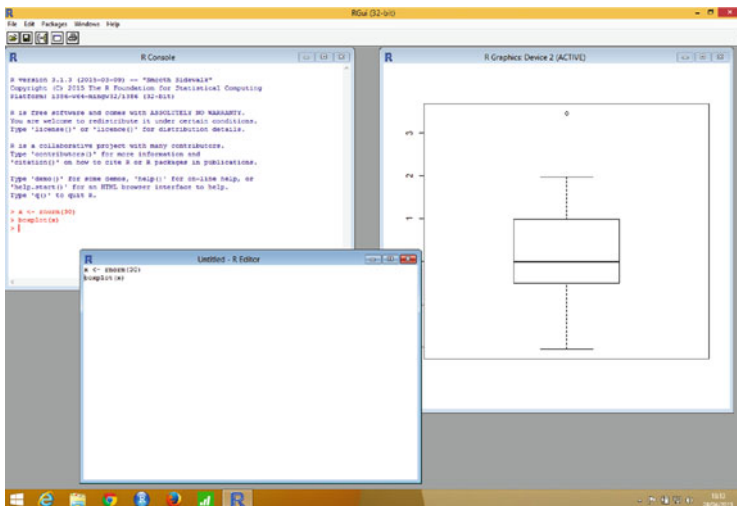 RGui (32-bit)
File Edit Packages Windows Help
R Console
R version 3.1.3 (2015-03-09) -- "Smooth Sidewalk"
Copyright (C) 2015 The R Foundation for Statistical Computing
Platform: i386-w64-mingw32/i386 (32-bit)
R is free software and comes with ABSOLUTELY NO WARRANTY.
You are welcome to redistribute it under certain conditions.
Type 'license()' or 'licence()' for distribution details.
R is a collaborative project with many contributors.
Type 'contributors()' for more information and
'citation()' on how to cite R or R packages in publications.
Type 'demo()' for some demos, 'help()' for on-line help, or
'help.start()' for an HTML browser interface to help.
Type 'q()' to quit R.
> x <- rnorm(30)
> boxplot(x)
>
Untitled - R Editor
x <- rnorm(30)
boxplot(x)
R Graphics: Device 2 (ACTIVE)
3
2
1